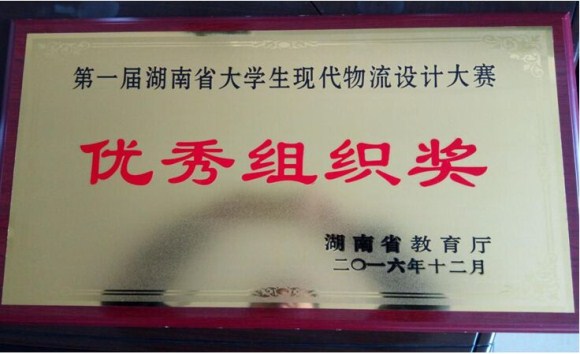 第一届湖南省大学生现代物流设计大赛
优秀组织奖
湖南省教育厅
二〇一六年十二月